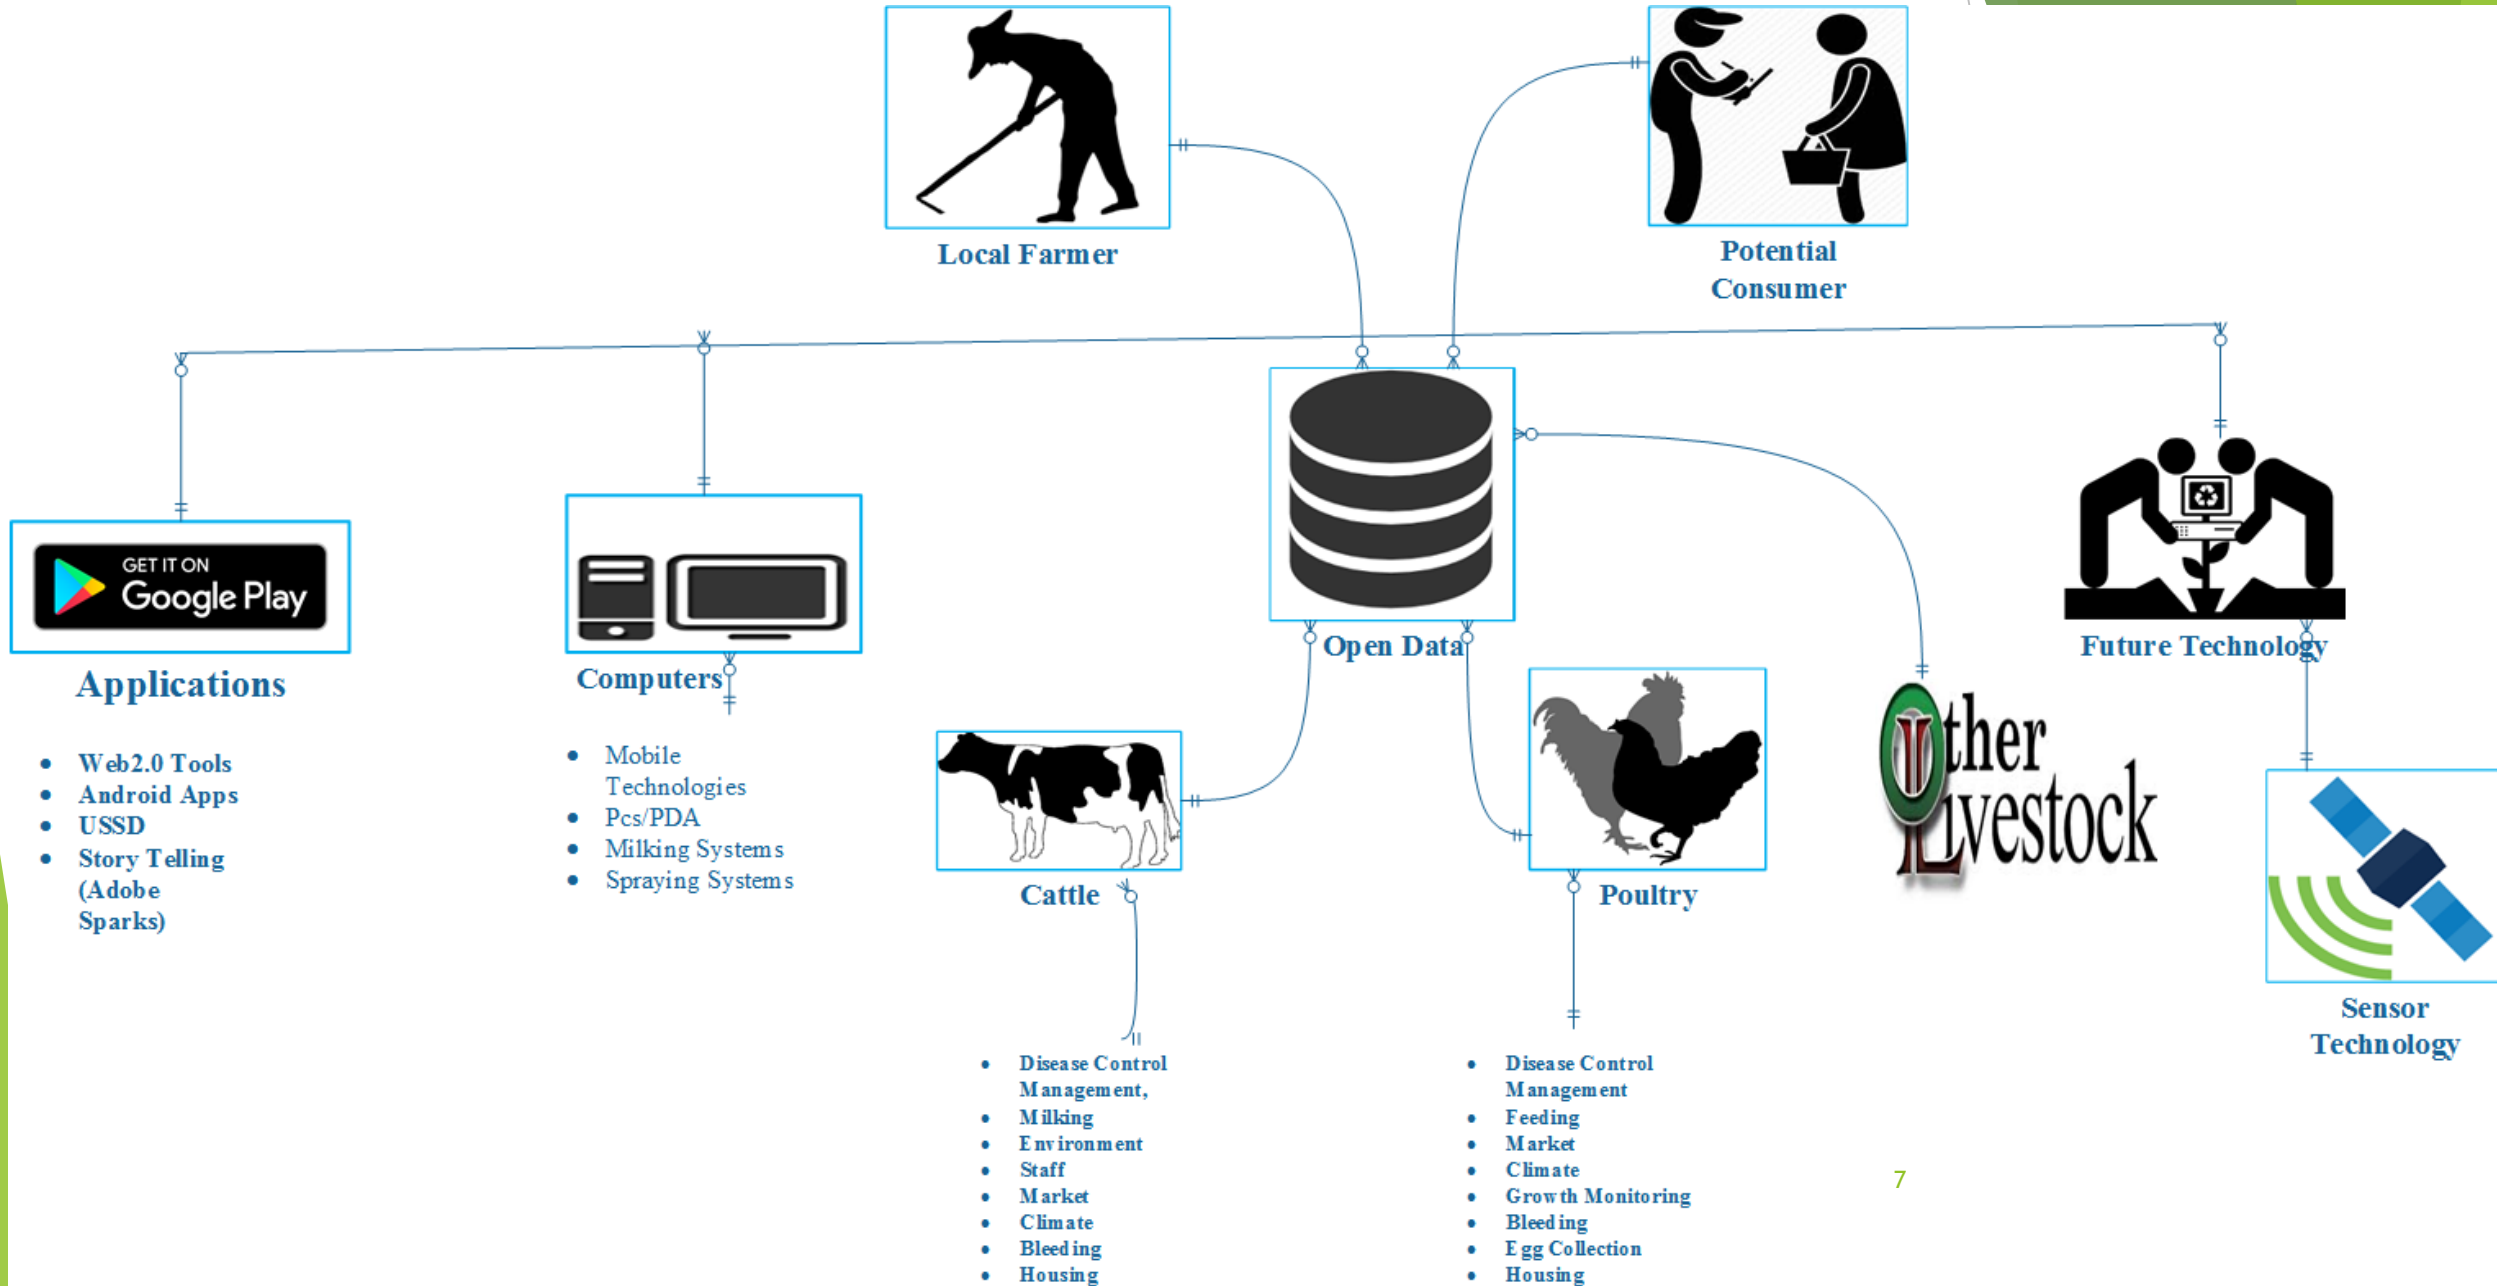 Local Farmer
Potential
Consumer
GET IT ON
Google Play
Applications
• Web2.0 Tools
• Android Apps
• USSD
• Story Telling
(Adobe
Sparks)
Computers
• Mobile
Technologies
• Pcs/PDA
• Milking Systems
• Spraying Systems
Open Data
Cattle
• Disease Control
Management,
• Milking
• Environment
• Staff
• Market
• Climate
• Bleeding
• Housing
Poultry
• Disease Control
Management
• Feeding
• Market
• Climate
• Growth Monitoring
• Bleeding
• Egg Collection
• Housing
Other
Livestock
Future Technology
Sensor
Technology
7